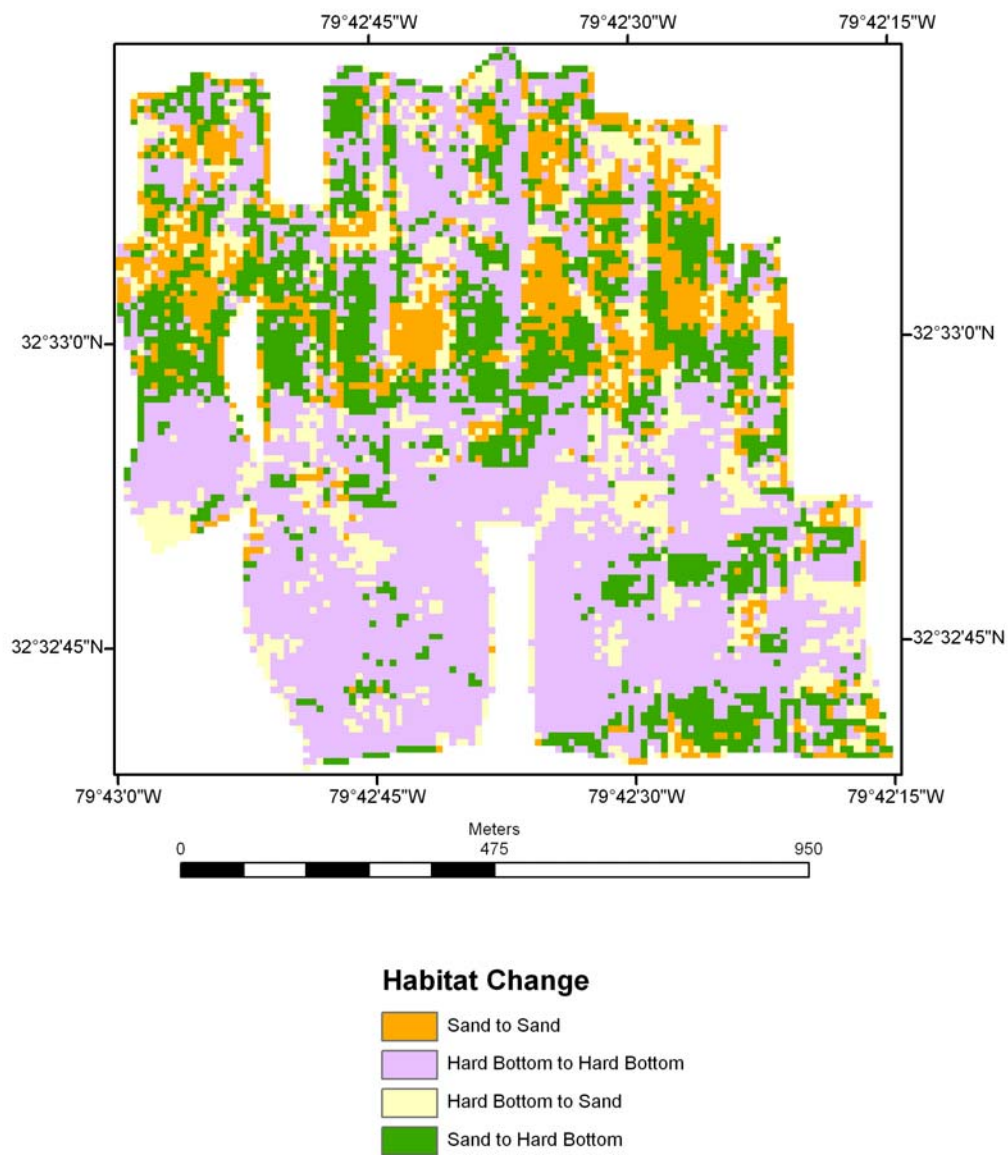 79°42'45"W 79°42'30"W 79°42'15"W
32°33'0"N 32°33'0"N
32°32'45"N 32°32'45"N
79°43'0"W 79°42'45"W 79°42'30"W 79°42'15"W
Meters
0 475 950
Habitat Change
Sand to Sand
Hard Bottom to Hard Bottom
Hard Bottom to Sand
Sand to Hard Bottom